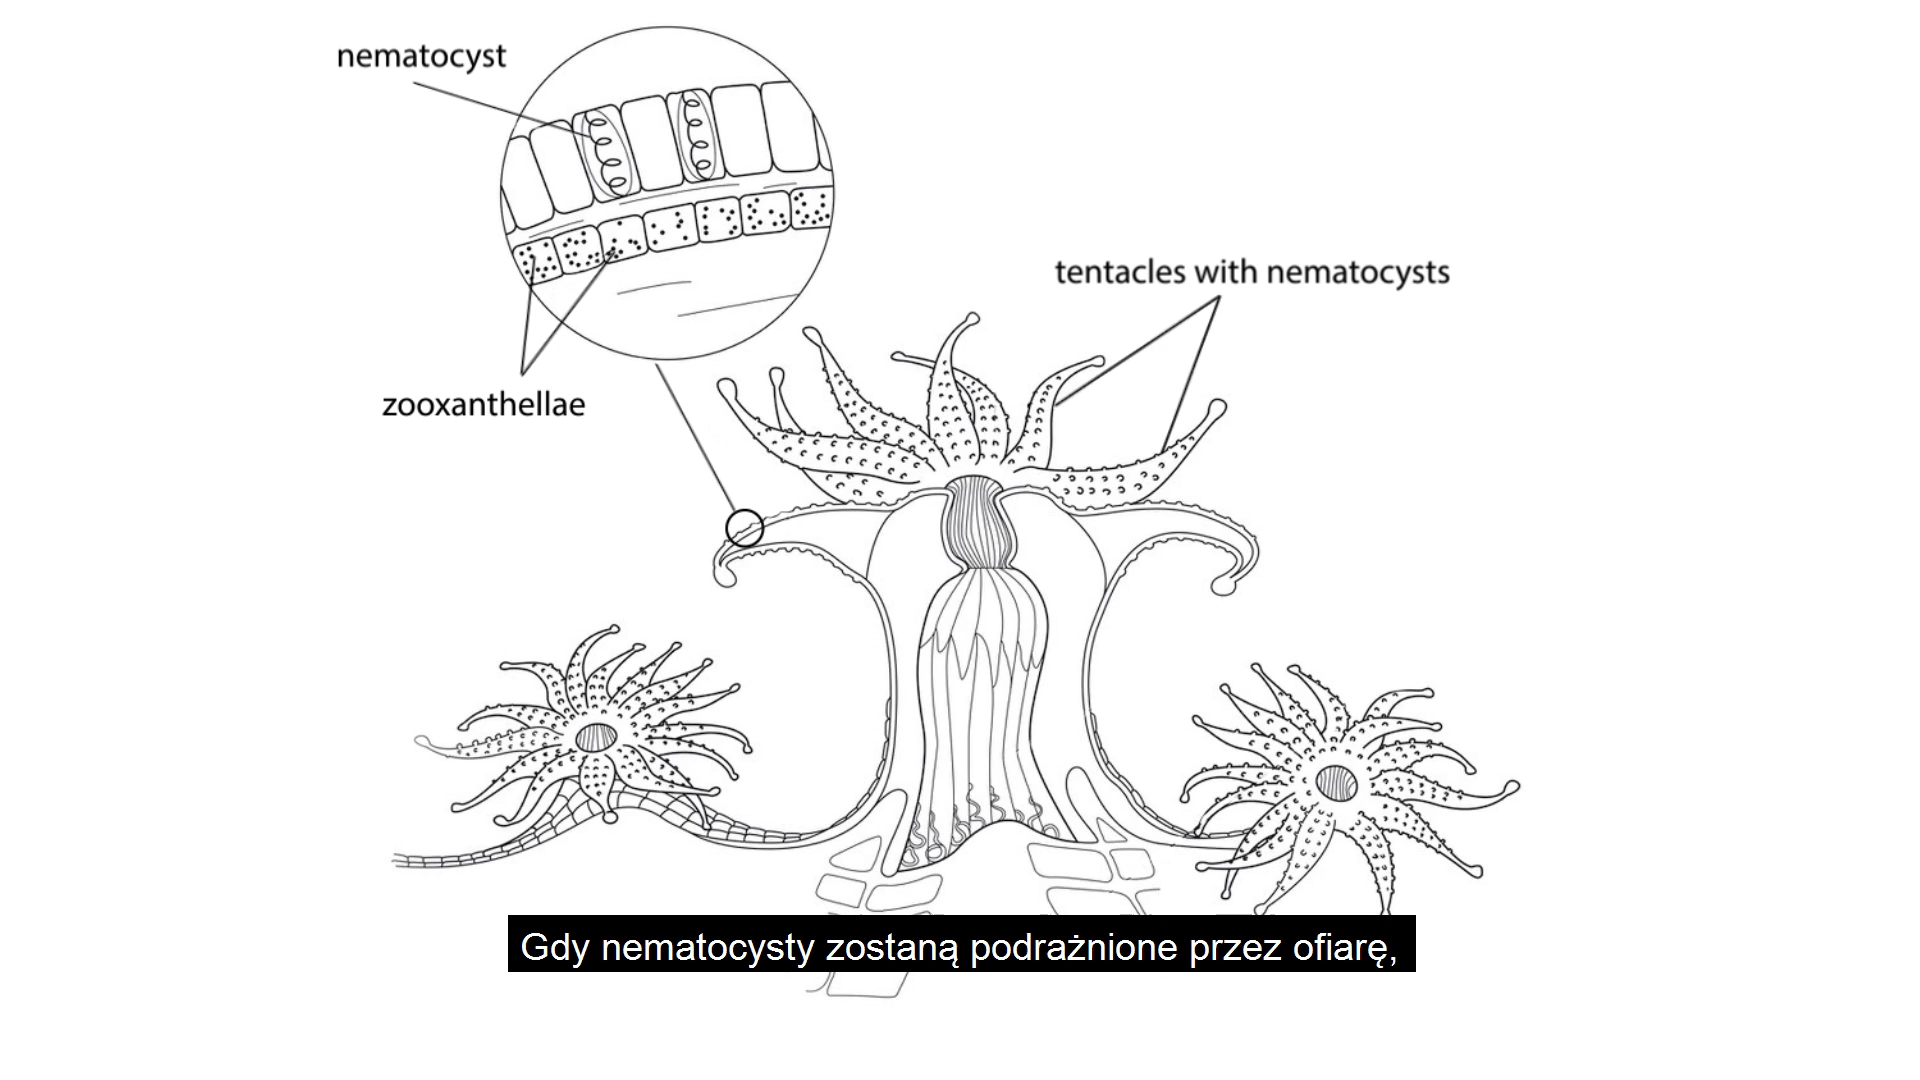 nematocyst
tentacles with nematocysts
zooxanthellae
Gdy nematocysty zostaną podrażnione przez ofiarę,